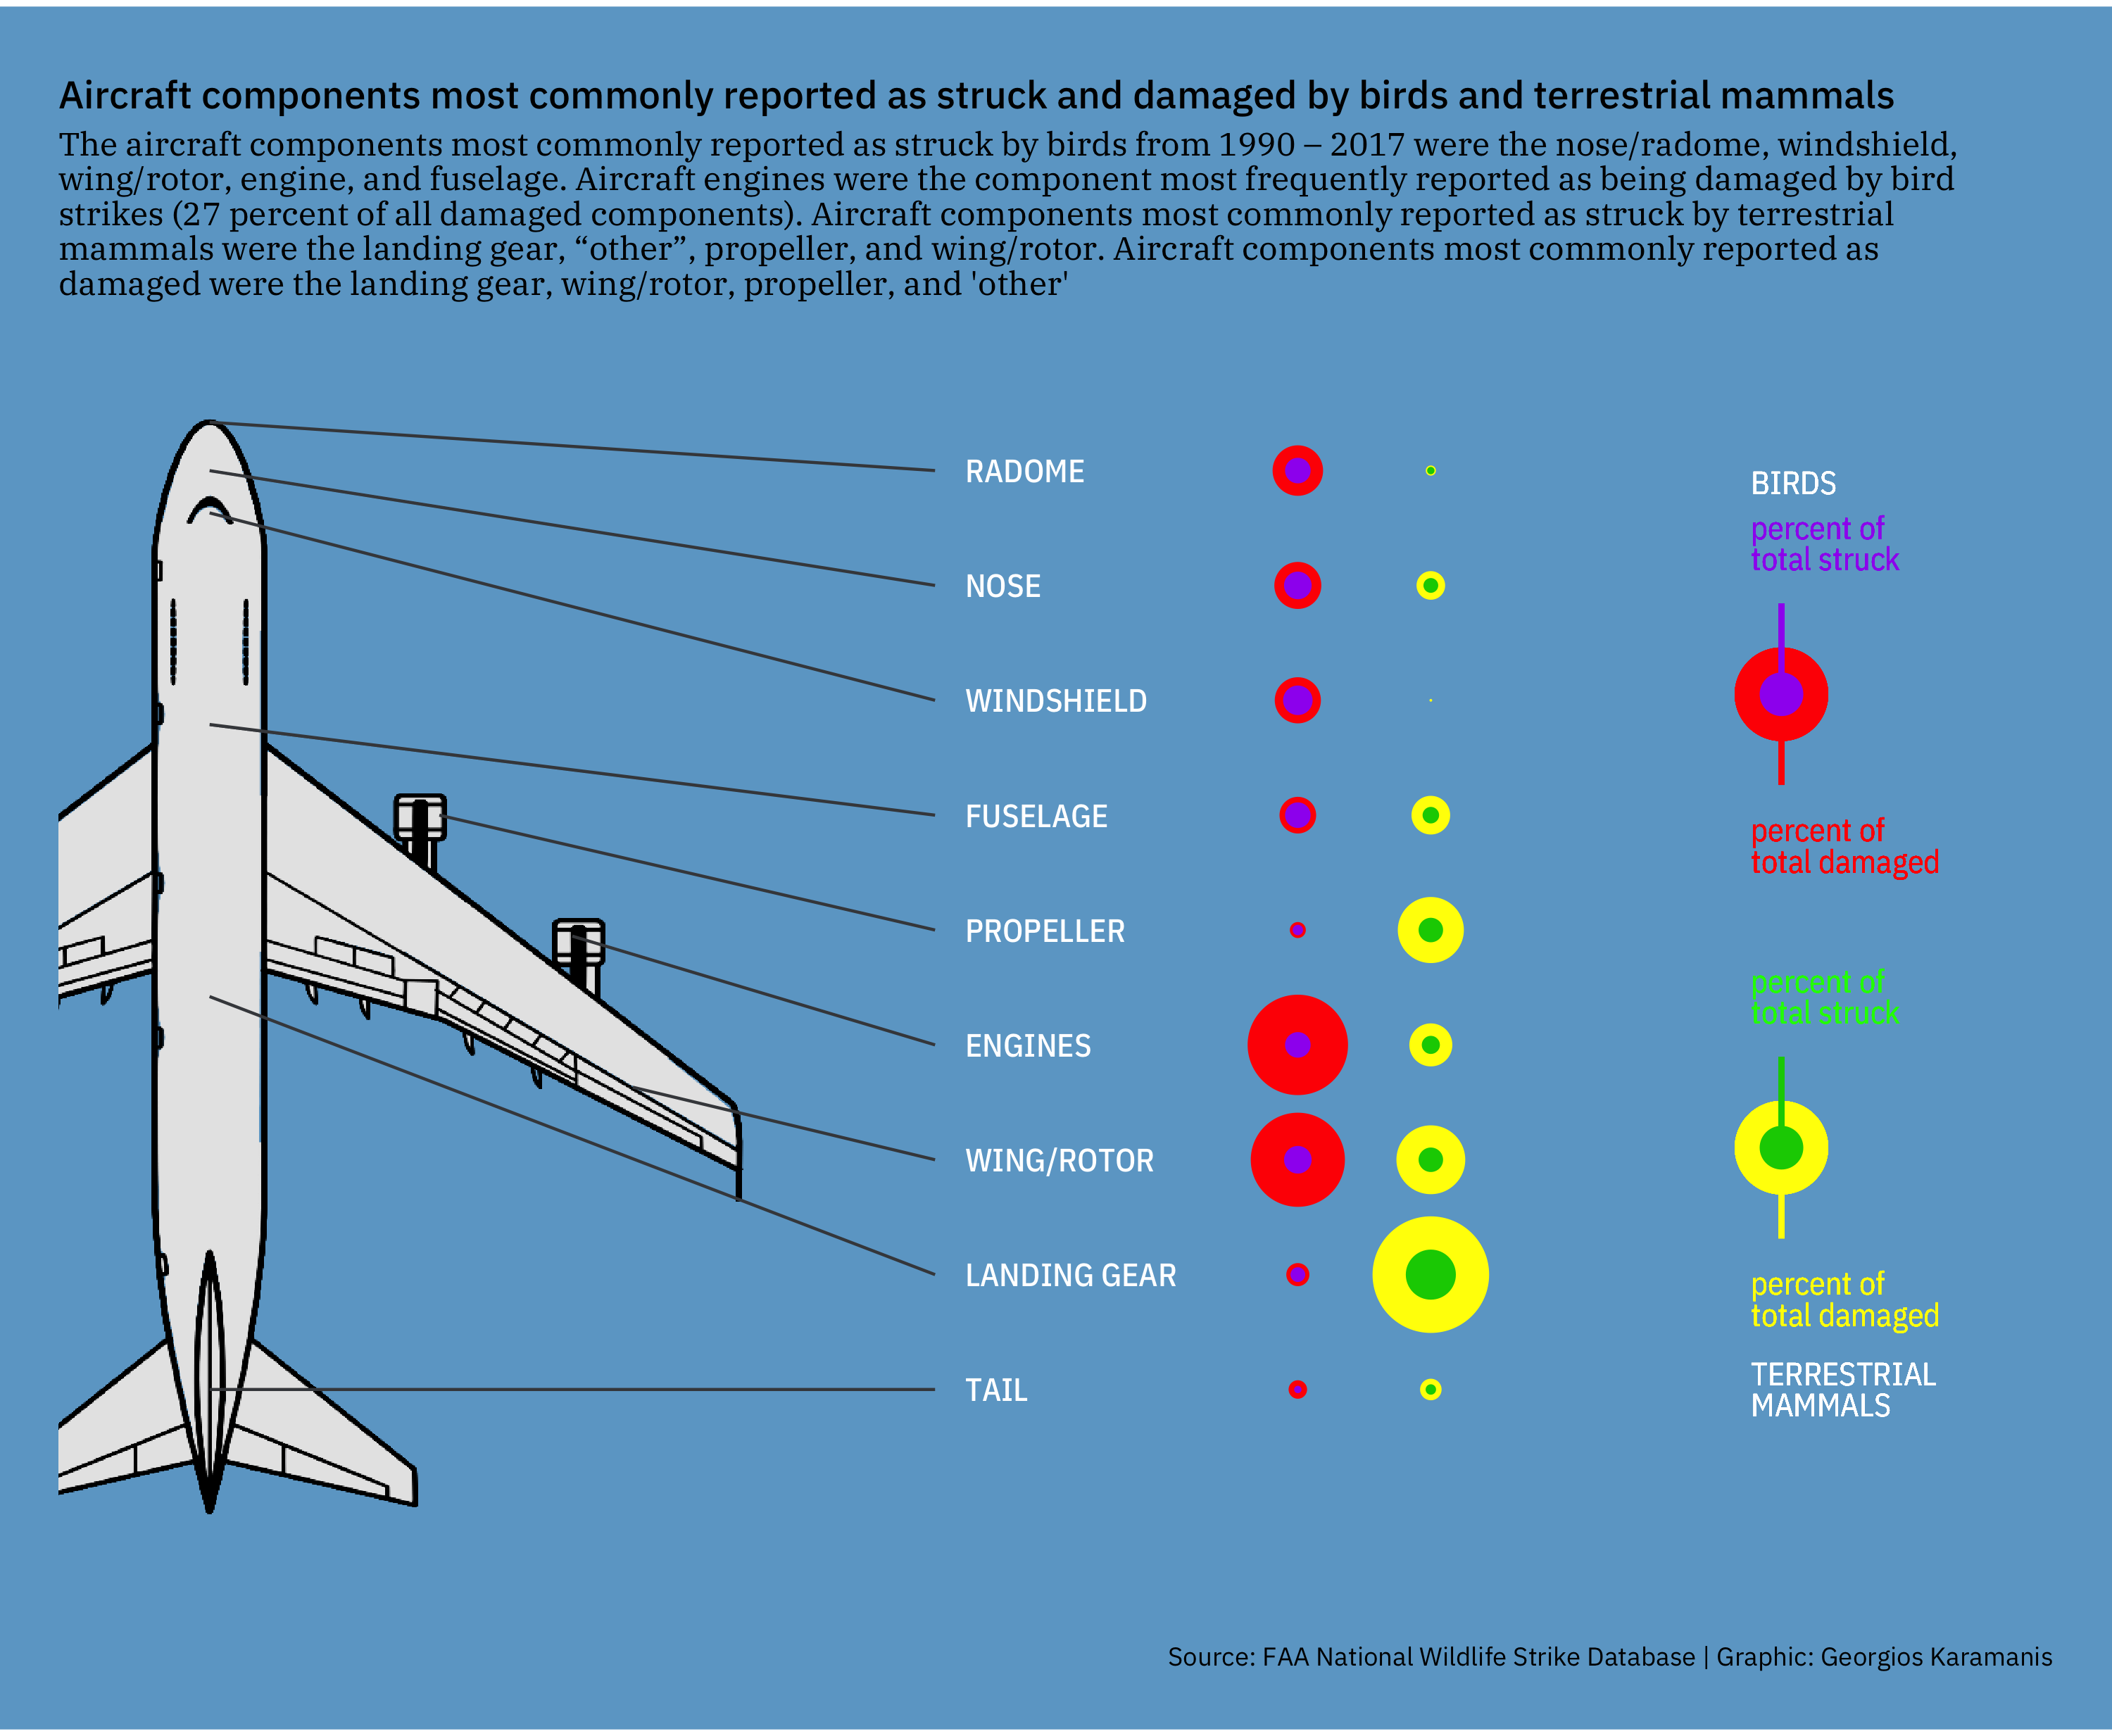 Aircraft components most commonly reported as struck and damaged by birds and terrestrial mammals
The aircraft components most commonly reported as struck by birds from 1990 – 2017 were the nose/radome, windshield,
wing/rotor, engine, and fuselage. Aircraft engines were the component most frequently reported as being damaged by bird
strikes (27 percent of all damaged components). Aircraft components most commonly reported as struck by terrestrial
mammals were the landing gear, “other”, propeller, and wing/rotor. Aircraft components most commonly reported as
damaged were the landing gear, wing/rotor, propeller, and 'other'
RADOME
NOSE
WINDSHIELD
FUSELAGE
PROPELLER
ENGINES
WING/ROTOR
LANDING GEAR
TAIL
BIRDS
percent of
total struck
percent of
total damaged
percent of
total struck
percent of
total damaged
TERRESTRIAL
MAMMALS
Source: FAA National Wildlife Strike Database | Graphic: Georgios Karamanis